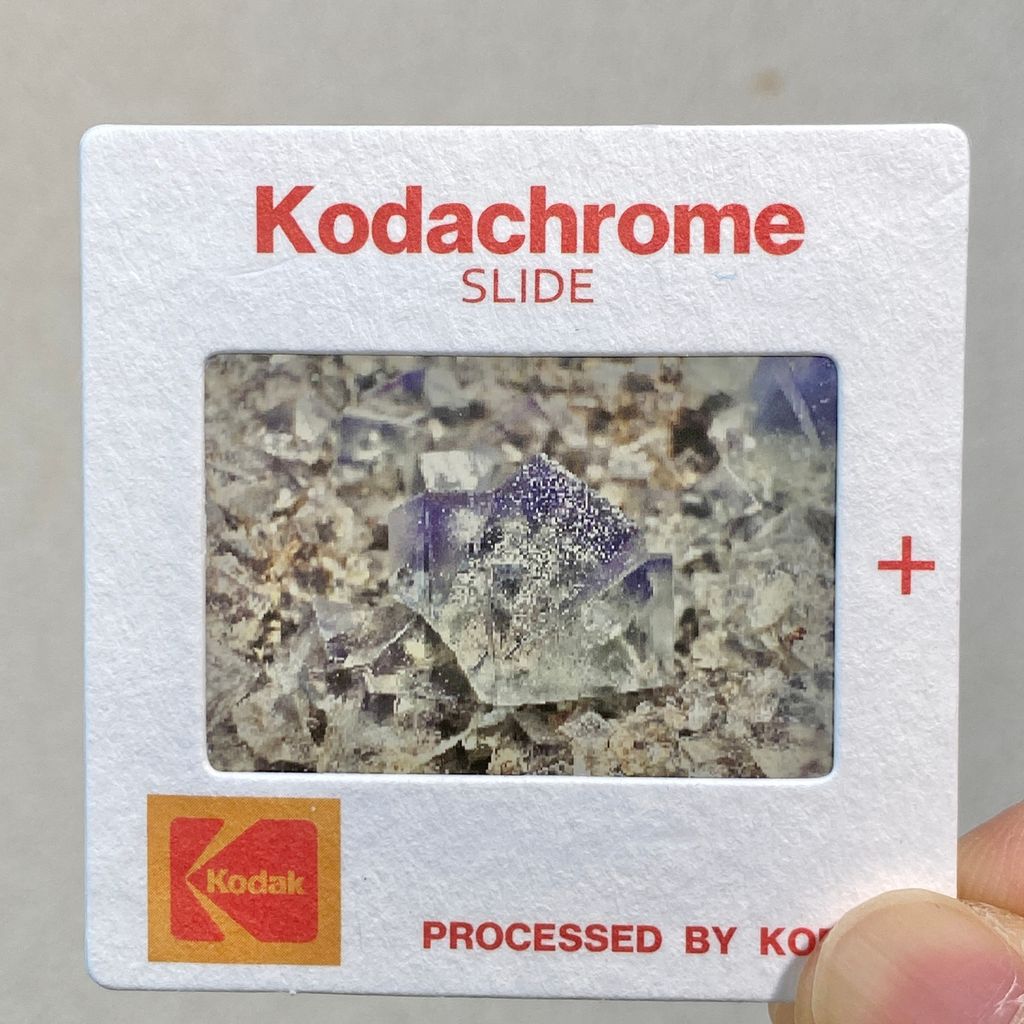 Kodachrome
SLIDE
+
Kodak
PROCESSED BY